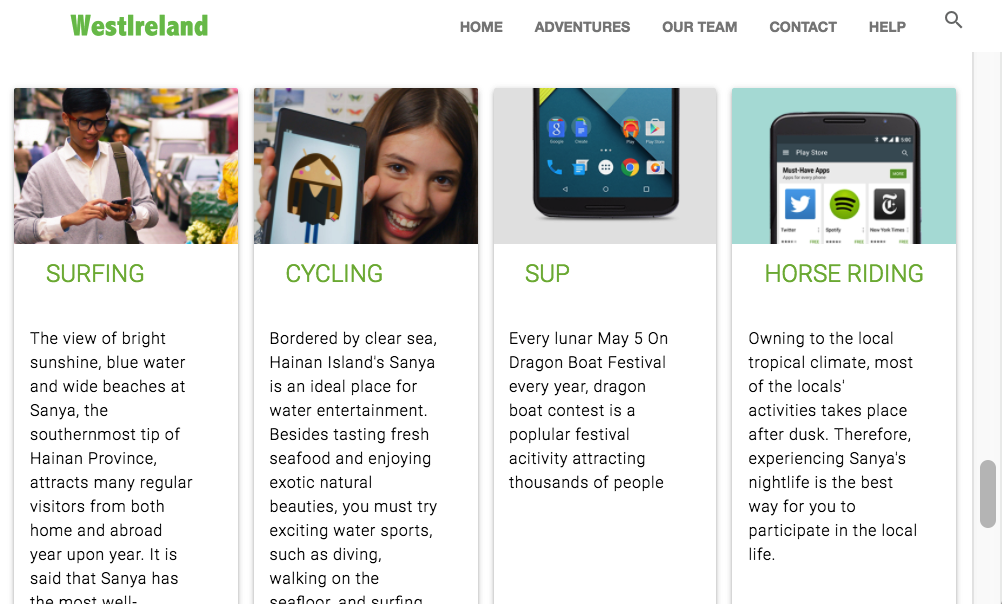 WestIreland
HOME ADVENTURES OUR TEAM CONTACT HELP
Google Create Play Play Store
Play Store
5:00
Must-Have Apps
Apps for every phone
MORE
Twitter Spotify New York Times
FREE FREE FREE
SURFING
The view of bright
sunshine, blue water
and wide beaches at
Sanya, the
southernmost tip of
Hainan Province,
attracts many regular
visitors from both
home and abroad
year upon year. It is
said that Sanya has
the most well-
CYCLING
Bordered by clear sea,
Hainan Island's Sanya
is an ideal place for
water entertainment.
Besides tasting fresh
seafood and enjoying
exotic natural
beauties, you must try
exciting water sports,
such as diving,
walking on the
seafloor, and surfing
SUP
Every lunar May 5 On
Dragon Boat Festival
every year, dragon
boat contest is a
poplular festival
acitivity attracting
thousands of people
HORSE RIDING
Owning to the local
tropical climate, most
of the locals'
activities takes place
after dusk. Therefore,
experiencing Sanya's
nightlife is the best
way for you to
participate in the local
life.